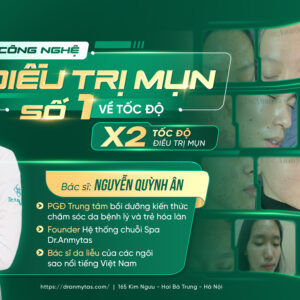 CÔNG NGHỆ
ĐIỀU TRỊ MỤN
SỐ 1 VỀ TỐC ĐỘ
X2 TỐC ĐỘ
ĐIỀU TRỊ MỤN
Bác sĩ: NGUYỄN QUỲNH ÂN
PGĐ Trung tâm bồi dưỡng kiến thức
chăm sóc da bệnh lý và trẻ hóa làn
Founder Hệ thống chuỗi Spa
Dr.Anmytas
Bác sĩ da liễu của các ngôi
sao nổi tiếng Việt Nam
https://dranmytas.com/ | 165 Kim Ngưu - Hai Bà Trưng - Hà Nội